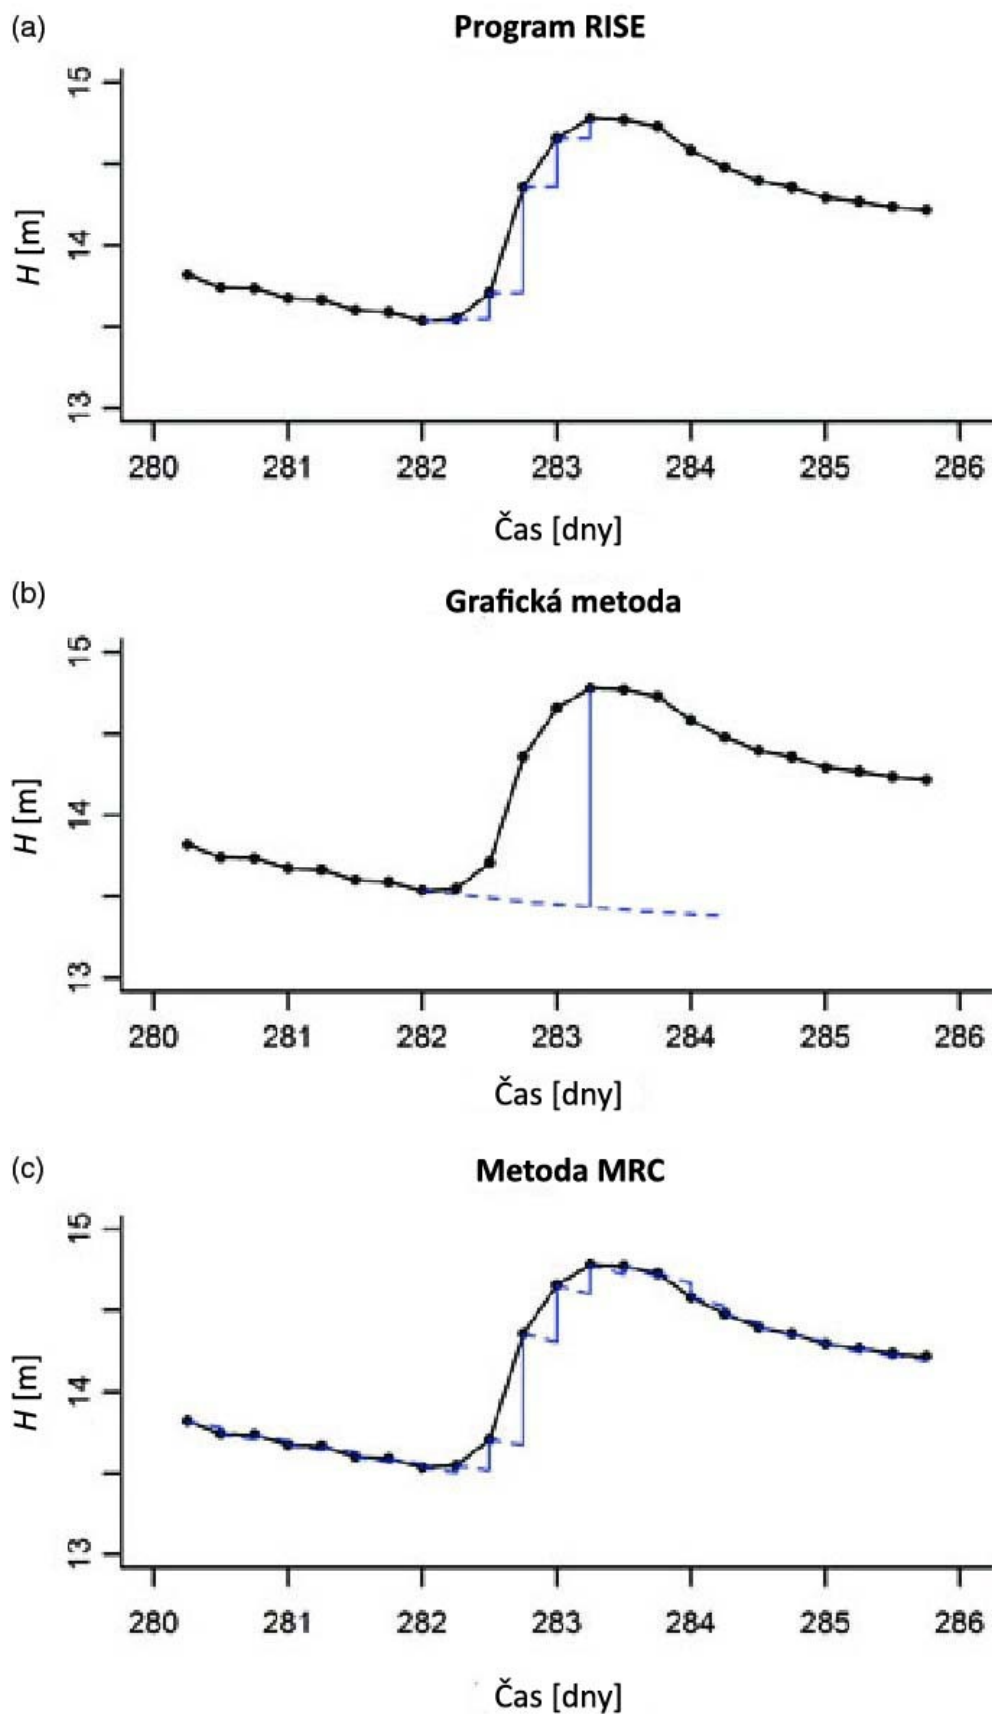 (a)
Program RISE
15
14
13
H [m]
280 281 282 283 284 285 286
Čas [dny]
(b)
Grafická metoda
15
14
13
H [m]
280 281 282 283 284 285 286
Čas [dny]
(c)
Metoda MRC
15
14
13
H [m]
280 281 282 283 284 285 286
Čas [dny]